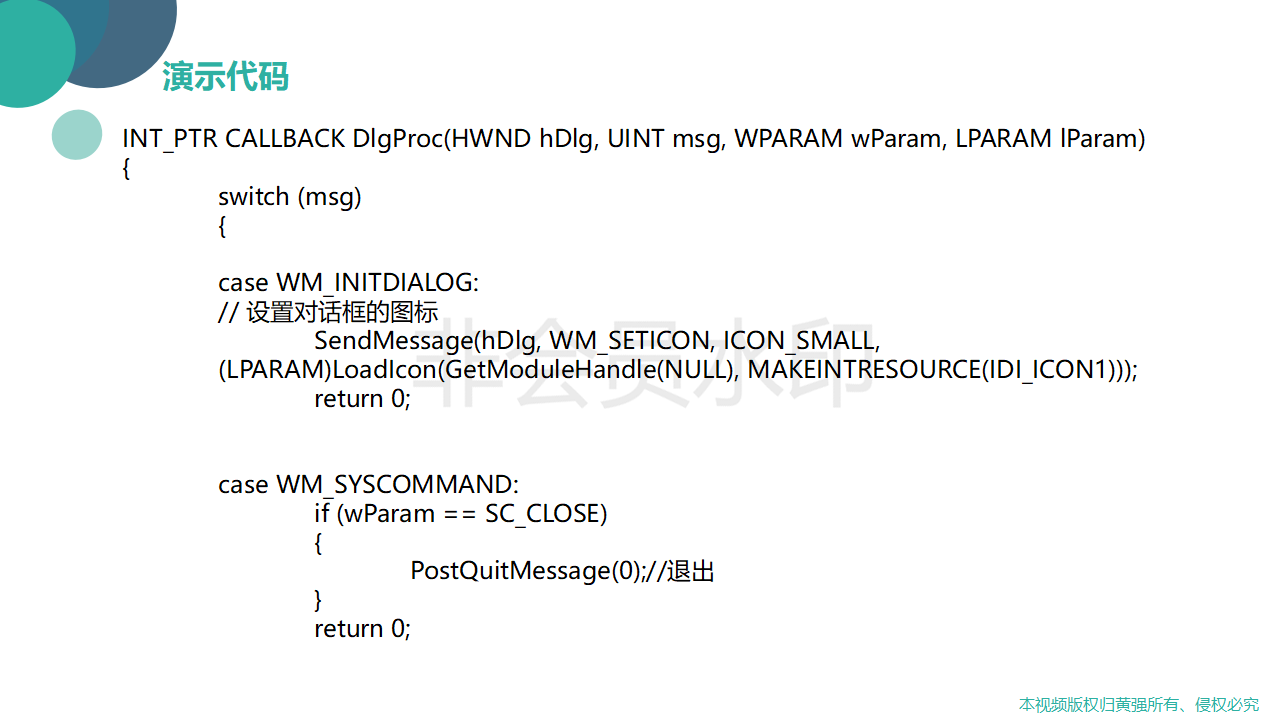 演示代码
INT_PTR CALLBACK DlgProc(HWND hDlg, UINT msg, WPARAM wParam, LPARAM lParam)
{
switch (msg)
{
case WM_INITDIALOG:
// 设置对话框的图标
SendMessage(hDlg, WM_SETICON, ICON_SMALL,
(LPARAM)LoadIcon(GetModuleHandle(NULL), MAKEINTRESOURCE(IDI_ICON1)));
非会员水印
return 0;
case WM_SYSCOMMAND:
if (wParam == SC_CLOSE)
{
PostQuitMessage(0);//退出
}
return 0;
本视频版权归黄强所有、侵权必究